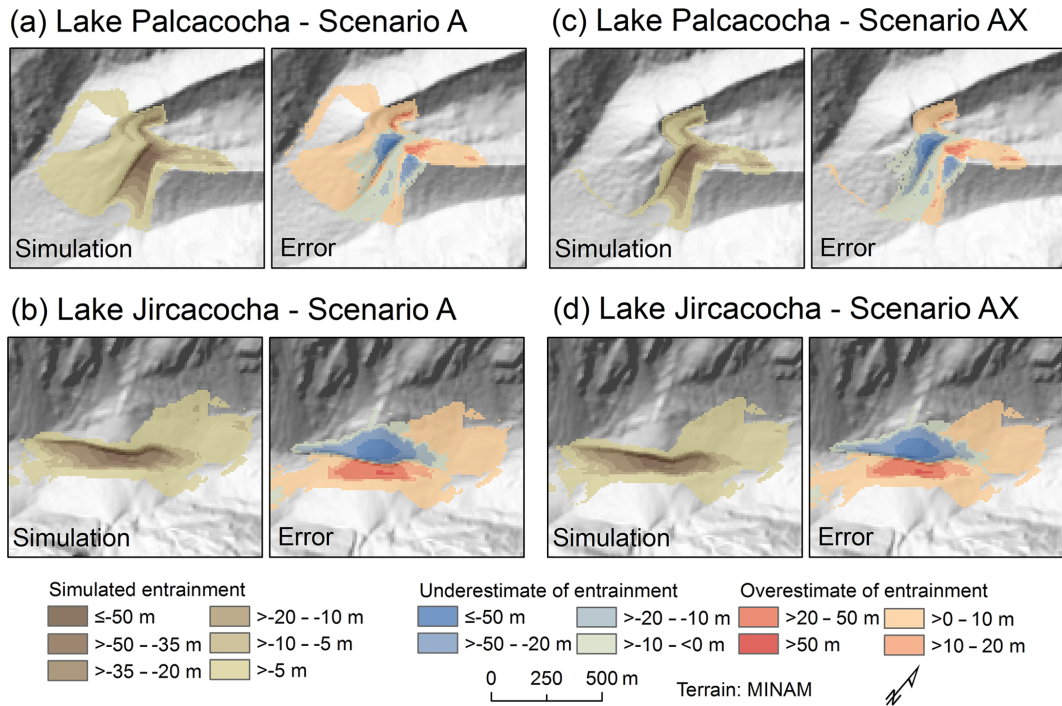 (a) Lake Palcacocha - Scenario A
(c) Lake Palcacocha - Scenario AX
Simulation
Error
Simulation
Error
(b) Lake Jircacocha - Scenario A
(d) Lake Jircacocha - Scenario AX
Simulation
Error
Simulation
Error
Simulated entrainment
≤-50 m
>-50 – -35 m
>-35 – -20 m
>-20 – -10 m
>-10 – -5 m
>-5 m
Underestimate of entrainment
≤-50 m
>-50 – -20 m
>-20 – -10 m
>-10 – <0 m
Overestimate of entrainment
>20 – 50 m
>50m
>0 – 10 m
>10 – 20 m
0 250 500 m
Terrain: MINAM
N